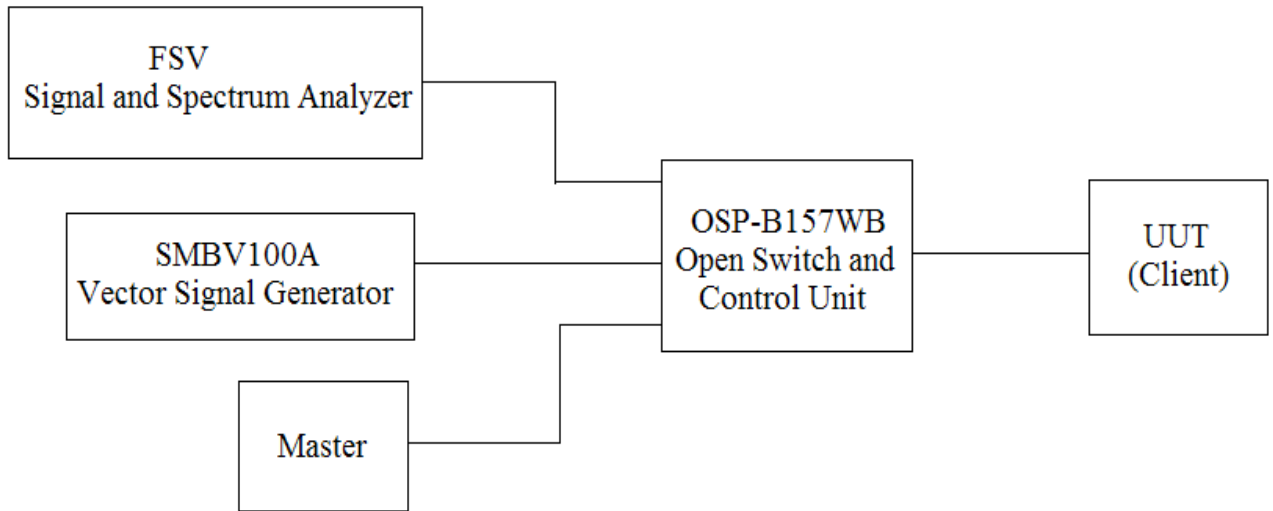 FSV
Signal and Spectrum Analyzer
SMBV100A
Vector Signal Generator
Master
OSP-B157WB
Open Switch and
Control Unit
UUT
(Client)